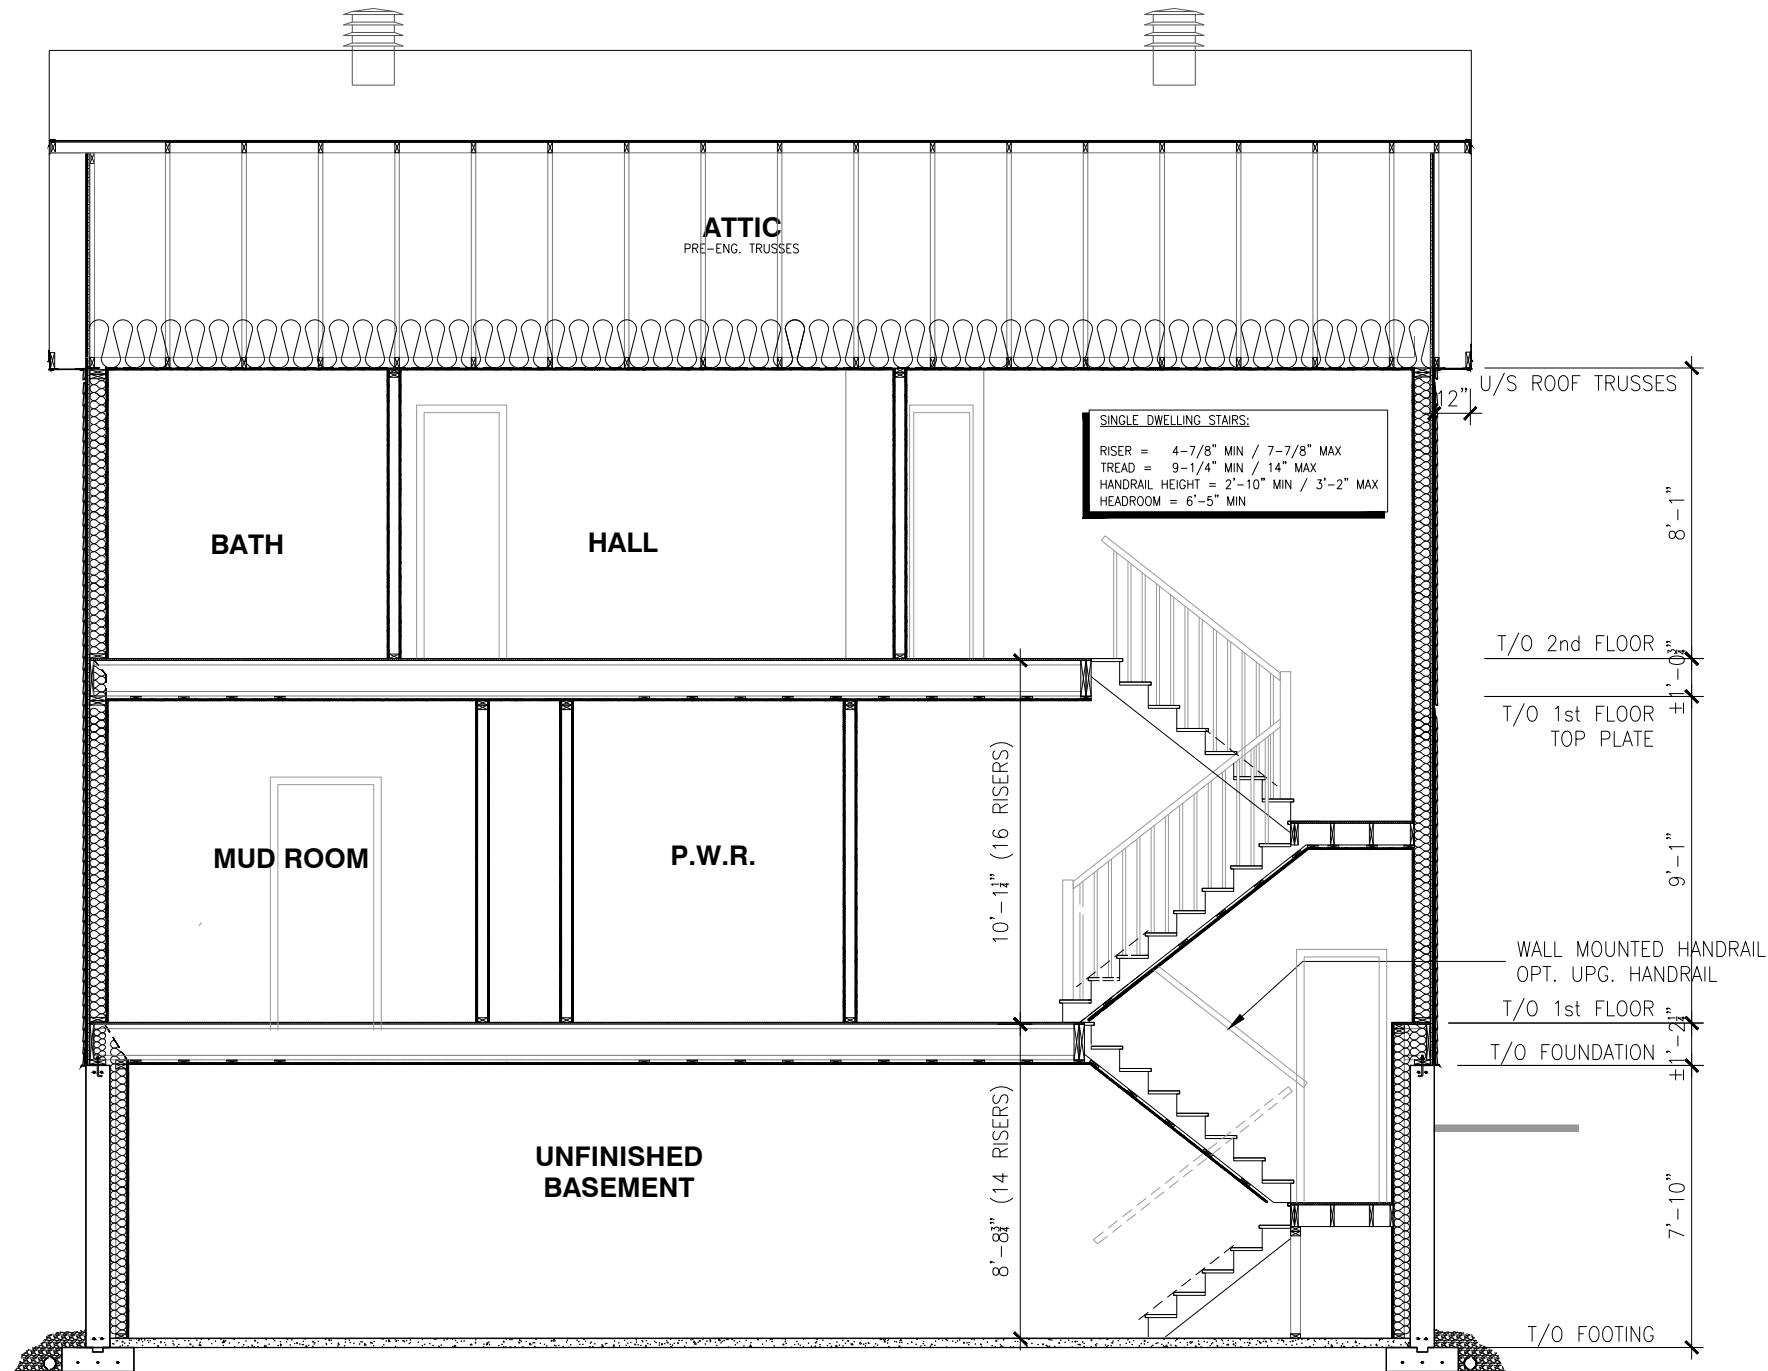 ATTIC
PRE-ENG. TRUSSES
U/S ROOF TRUSSES
12"
SINGLE DWELLING STAIRS:
RISER = 4-7/8" MIN / 7-7/8" MAX
TREAD = 9-1/4" MIN / 14" MAX
HANDRAIL HEIGHT = 2'-10" MIN / 3'-2" MAX
HEADROOM = 6'-5" MIN
8'-1"
BATH
HALL
T/O 2nd FLOOR
±1'-0¾"
T/O 1st FLOOR
TOP PLATE
10'-1¼" (16 RISERS)
9'-1"
MUD ROOM
P.W.R.
WALL MOUNTED HANDRAIL
OPT. UPG. HANDRAIL
T/O 1st FLOOR
±1'-2½"
T/O FOUNDATION
8'-8¾" (14 RISERS)
UNFINISHED
BASEMENT
7'-10"
T/O FOOTING